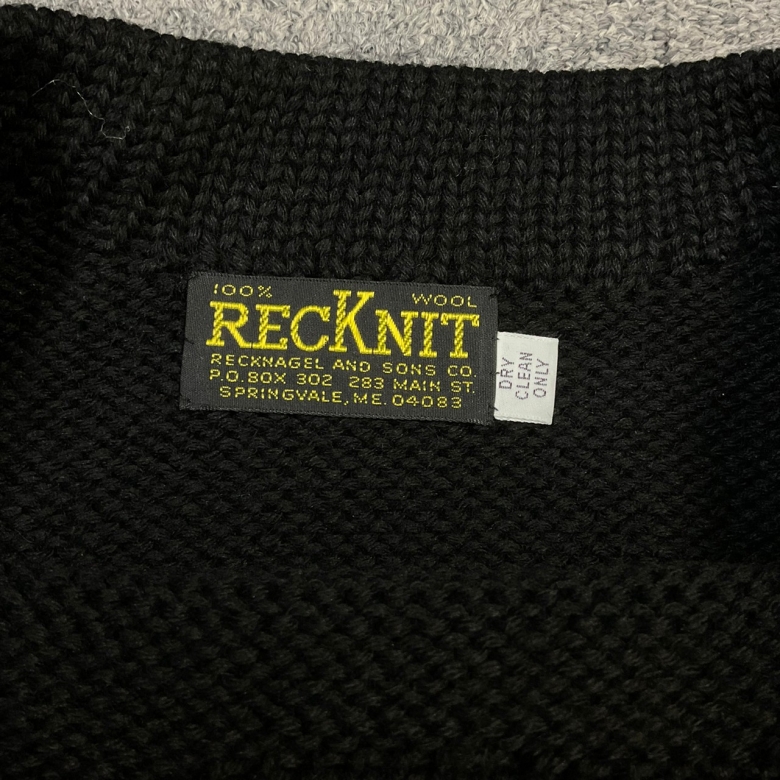 100% WOOL
RECKNIT
RECKNAGEL AND SONS CO.
P.O. BOX 302 283 MAIN ST.
SPRINGVALE, ME. 04083
DRY
CLEAN
ONLY